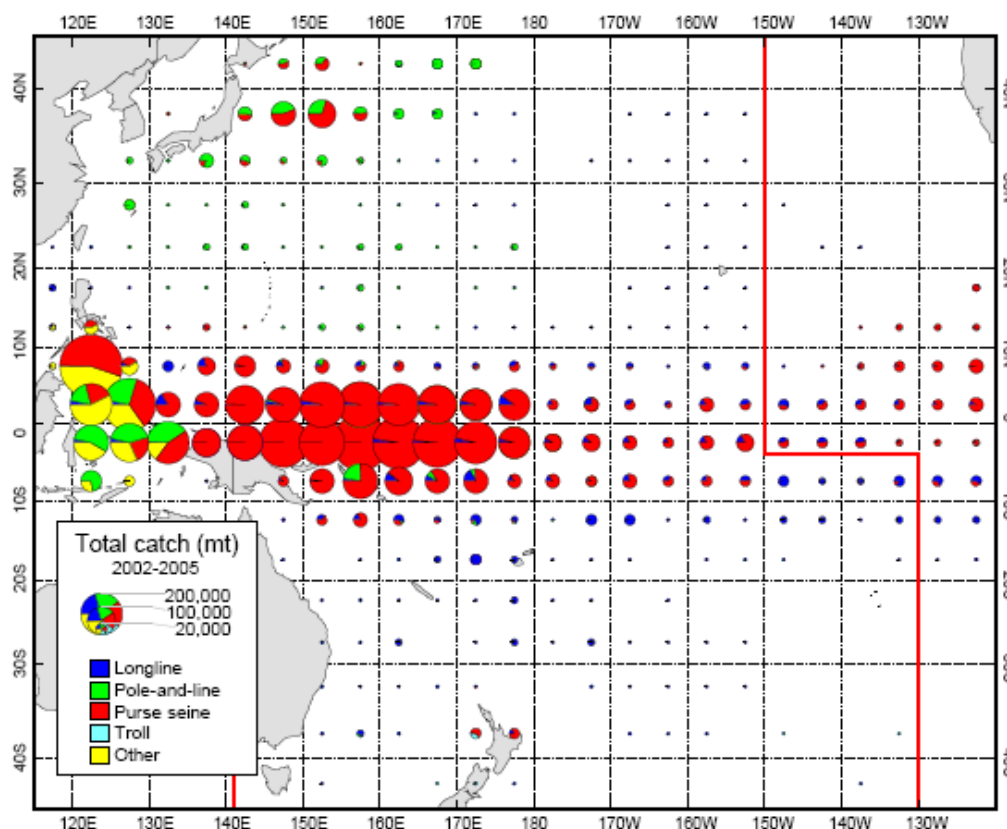 120E 130E 140E 150E 160E 170E 180 170W 160W 150W 140W 130W
40N
30N
20N
10N
0
10S
20S
30S
40S
Total catch (mt)
2002-2005
200,000
100,000
20,000
Longline
Pole-and-line
Purse seine
Troll
Other
120E 130E 140E 150E 160E 170E 180 170W 160W 150W 140W 130W